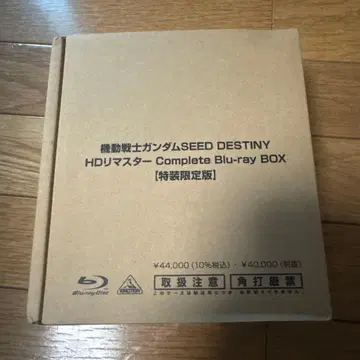 機動戦士ガンダムSEED DESTINY
HDリマスター Complete Blu-ray BOX
【特装限定版】
￥44,000 (10%税込)・￥40,000 (税抜)
Blu-ray Disc
取扱注意
角打厳禁